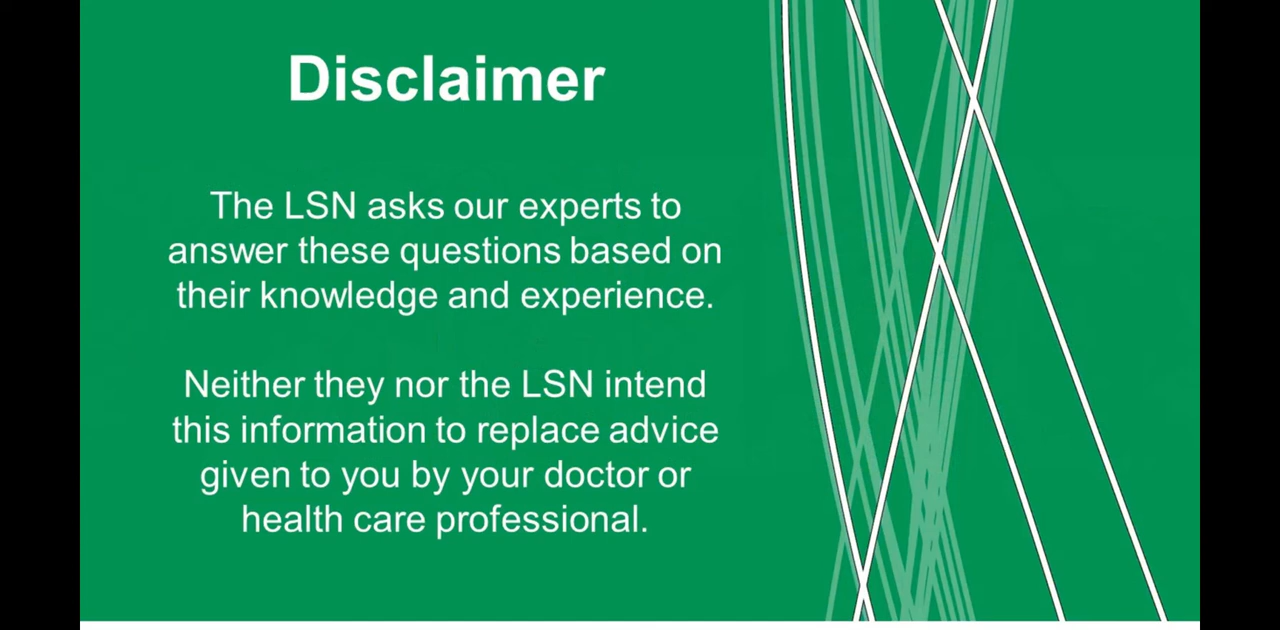 Disclaimer
The LSN asks our experts to
answer these questions based on
their knowledge and experience.
Neither they nor the LSN intend
this information to replace advice
given to you by your doctor or
health care professional.